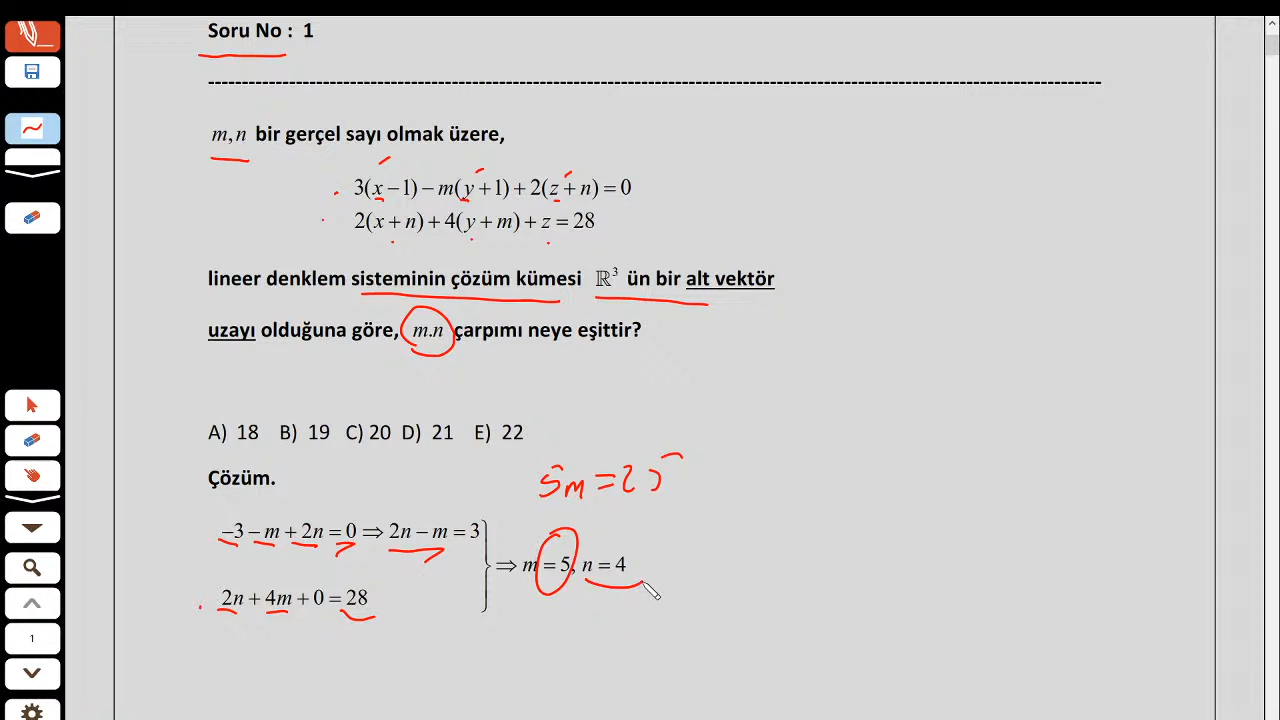 Soru No : 1
m, n bir gerçel sayı olmak üzere,
3(x − 1) − m(y + 1) + 2(z + n) = 0
2(x + n) + 4(y + m) + z = 28
lineer denklem sisteminin çözüm kümesi ℝ³ ün bir alt vektör
uzayı olduğuna göre, m.n çarpımı neye eşittir?
A) 18 B) 19 C) 20 D) 21 E) 22
Çözüm.
5m = 25
−3 − m + 2n = 0 ⇒ 2n − m = 3
⇒ m = 5, n = 4
2n + 4m + 0 = 28
1